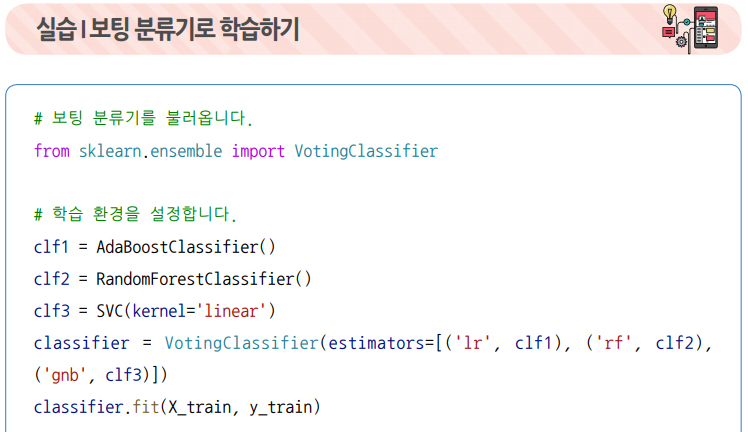 실습 | 보팅 분류기로 학습하기
# 보팅 분류기를 불러옵니다.
from sklearn.ensemble import VotingClassifier
# 학습 환경을 설정합니다.
clf1 = AdaBoostClassifier()
clf2 = RandomForestClassifier()
clf3 = SVC(kernel='linear')
classifier = VotingClassifier(estimators=[('lr', clf1), ('rf', clf2),
('gnb', clf3)])
classifier.fit(X_train, y_train)